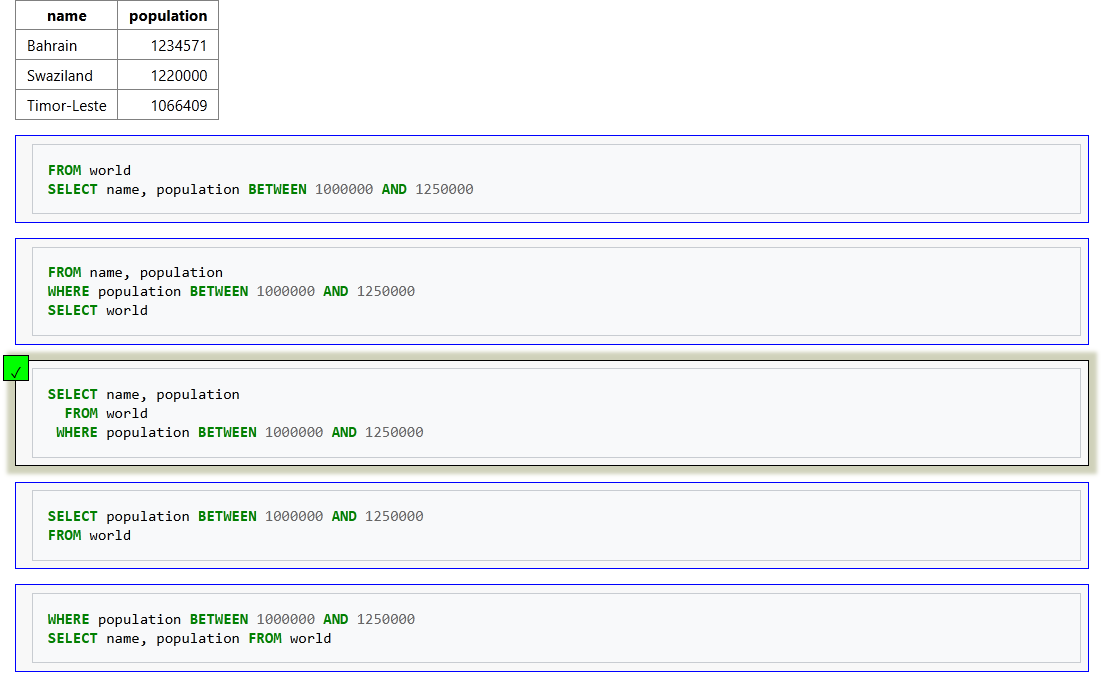 name population
Bahrain 1234571
Swaziland 1220000
Timor-Leste 1066409
FROM world
SELECT name, population BETWEEN 1000000 AND 1250000
FROM name, population
WHERE population BETWEEN 1000000 AND 1250000
SELECT world
✓
SELECT name, population
FROM world
WHERE population BETWEEN 1000000 AND 1250000
SELECT population BETWEEN 1000000 AND 1250000
FROM world
WHERE population BETWEEN 1000000 AND 1250000
SELECT name, population FROM world